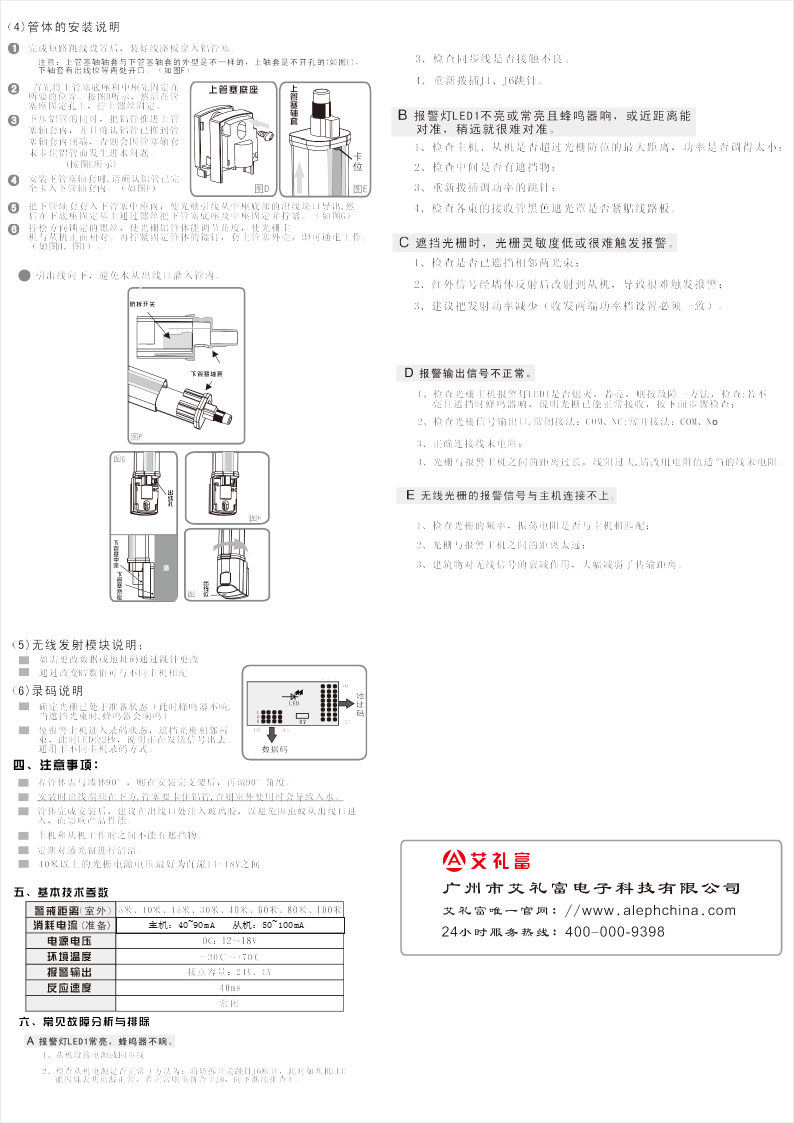 (4)管体的安装说明
1 完成短路跳线设置后，装好线路板穿入铝管塞。
注意：上管塞轴轴套与下管塞轴套的外型是不一样的，上轴套是不开孔的(如图E)，
下轴套有出线位等两处开口。（如图F）
2 首先将上管塞底座和中座先固定在
所要的位置。按图D所示，然后在管
塞座固定孔上，拧上螺丝固定。
3 下压铝管的同时，把铝管推进上管
塞轴套内，并且确认铝管已推到管
塞轴套内顶端，否则会因管塞轴套
未卡住铝管而发生进水问题。
(按图E所示)
4 安装下管塞轴套时，请确认铝管已完
全卡入下管轴套内。（如图F）
5 把下管轴套套入下管塞中座内，使光栅引线从中座底部的出线缺口导出,然
后在下底座固定基上通过螺丝把下管塞底座及中座固定并拧紧。（如图G）
6 拧松方向锁定的螺丝，使光栅铝管体能调节角度，使光栅主
机与从机正面相对。再拧紧固定管体的锚钉，套上管塞外壳，即可通电工作。
（如图H、图I）。
上管塞底座
图D
上管塞轴套
卡位
图E
引出线向下，避免水从出线口灌入管内。
防拆开关
下管塞轴套
图F
图G
出线孔
图H
下管塞中座
下管塞底座
墙
图
(5)无线发射模块说明：
如需更改数据或地址码通过跳针更改
通过改变R7数值可与不同主机相配
(6)录码说明
确定光栅已处于准备状态（此时蜂鸣器不响，
当遮挡光束时，蜂鸣器会响鸣）
使报警主机进入录码状态，遮挡光栅相邻两
束，此时LED亮2秒，说明正在发送信号出去。
适用于不同主机录码方式。
LED
R7
A0
A7
地址码
数据码
四、注意事项：
若管体需与墙体90°，则在安装完支架后，再调90°角度。
安装时出线端须在下方,管塞要卡住铝管,否则室外使用时会导致入水。
管体完成安装后，建议在出线口处注入玻璃胶，以避免因虫蚁从出线口进
入，而影响产品性能。
主机和从机工作时之间不能有遮挡物。
定期对透光窗进行清洁。
40米以上的光栅电源电压最好为直流14~18V之间
五、基本技术参数
警戒距离(室外) 5米、10米、15米、30米、40米、60米、80米、100米
消耗电流(准备) 主机：40~90mA 从机：50~100mA
电源电压 DC：12～18V
环境温度 -30℃～+70℃
报警输出 接点容量：24V、1A
反应速度 40ms
常闭
六、常见故障分析与排除
A 报警灯LED1常亮，蜂鸣器不响。
1、从机没接电源或同步线
2、检查从机电源是否正常（方法为：将防拆开关跳针J6断开，此时如从机LED
能闪烁表明电源正常，若正常则重新合上J6，向下继续排查）。
3、检查同步线是否接触不良。
4、重新拨插J1、J6跳针。
B 报警灯LED1不亮或常亮且蜂鸣器响，或近距离能
对准，稍远就很难对准。
1、检查主机、从机是否超过光栅防范的最大距离，功率是否调得太小；
2、检查中间是否有遮挡物；
3、重新拨插调功率的跳针；
4、检查各束的接收管黑色遮光罩是否紧贴线路板。
C 遮挡光栅时，光栅灵敏度低或很难触发报警。
1、检查是否已遮挡相邻两光束；
2、红外信号经墙体反射后改射到从机，导致很难触发报警；
3、建议把发射功率减少（收发两端功率档设置必须一致）。
D 报警输出信号不正常。
1、检查光栅主机报警灯LED1是否熄灭，若亮，则按故障一方法，检查;若不
亮且遮挡时蜂鸣器响，说明光栅已能正常接收，按下面步骤检查；
2、检查光栅信号输出口,常闭接法：COM、NC;常开接法：COM、No
3、正确连接线末电阻；
4、光栅与报警主机之间的距离过长，线阻过大,请改用电阻值适当的线末电阻。
E 无线光栅的报警信号与主机连接不上。
1、检查光栅的频率，振荡电阻是否与主机相匹配；
2、光栅与报警主机之间的距离太远；
3、建筑物对无线信号的衰减作用，大幅减弱了传输距离。
艾礼富
广州市艾礼富电子科技有限公司
艾礼富唯一官网：//www.alephchina.com
24小时服务热线：400-000-9398